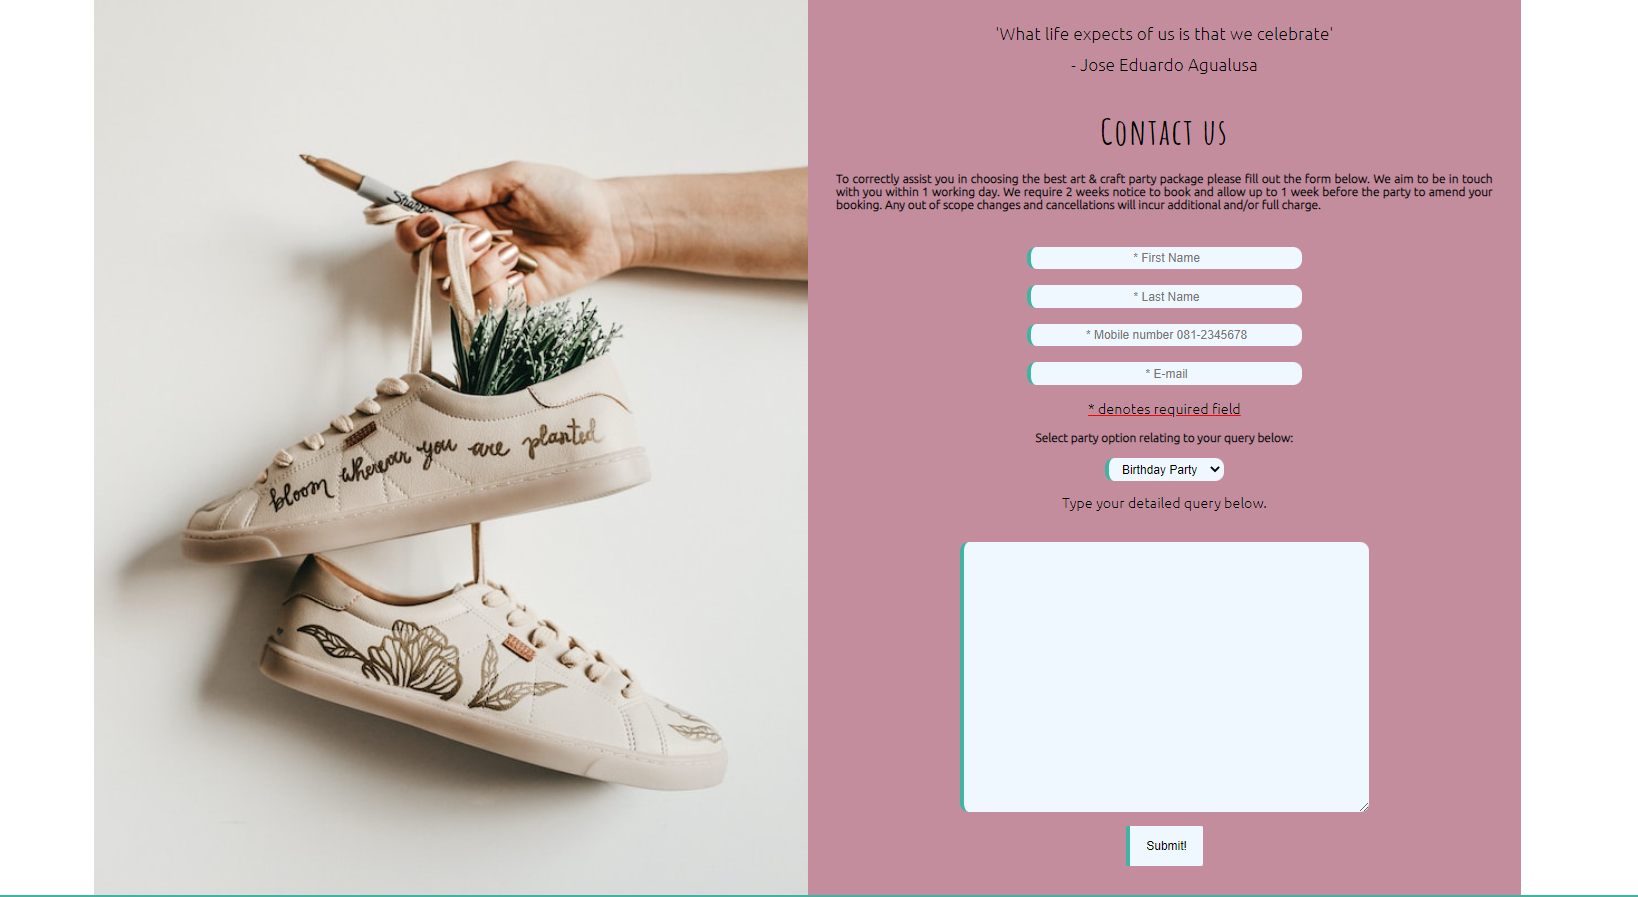 'What life expects of us is that we celebrate'
- Jose Eduardo Agualusa
Contact us
To correctly assist you in choosing the best art & craft party package please fill out the form below. We aim to be in touch
with you within 1 working day. We require 2 weeks notice to book and allow up to 1 week before the party to amend your
booking. Any out of scope changes and cancellations will incur additional and/or full charge.
* First Name
* Last Name
* Mobile number 081-2345678
* E-mail
* denotes required field
Select party option relating to your query below:
Birthday Party
Type your detailed query below.
Submit!
Sharpie
bloom wherever you are planted